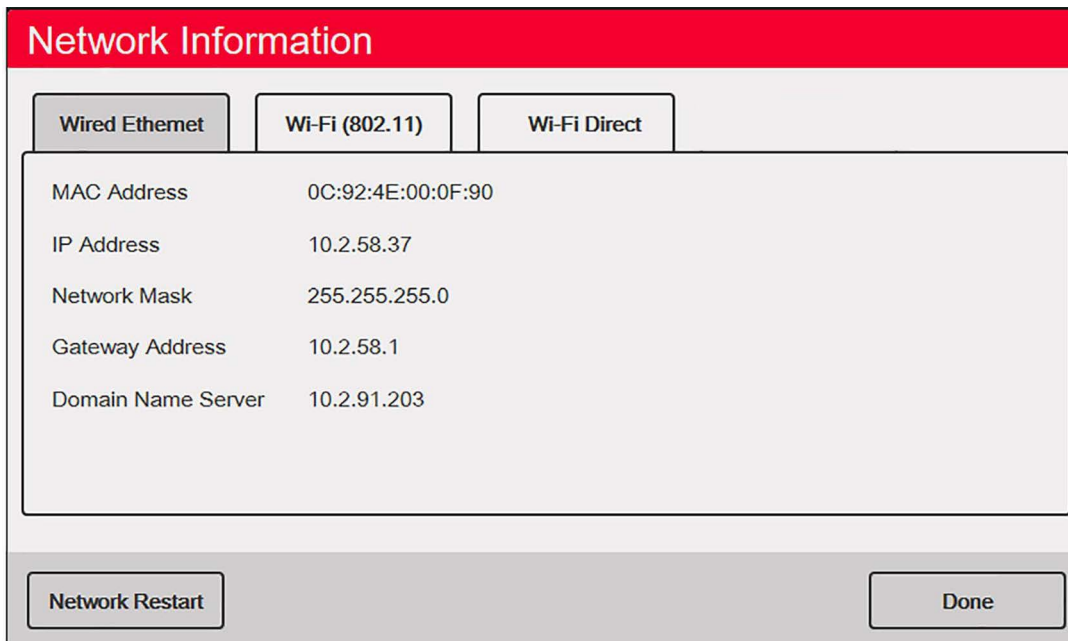 Network Information
Wired Ethernet Wi-Fi (802.11) Wi-Fi Direct
MAC Address 0C:92:4E:00:0F:90
IP Address 10.2.58.37
Network Mask 255.255.255.0
Gateway Address 10.2.58.1
Domain Name Server 10.2.91.203
Network Restart Done